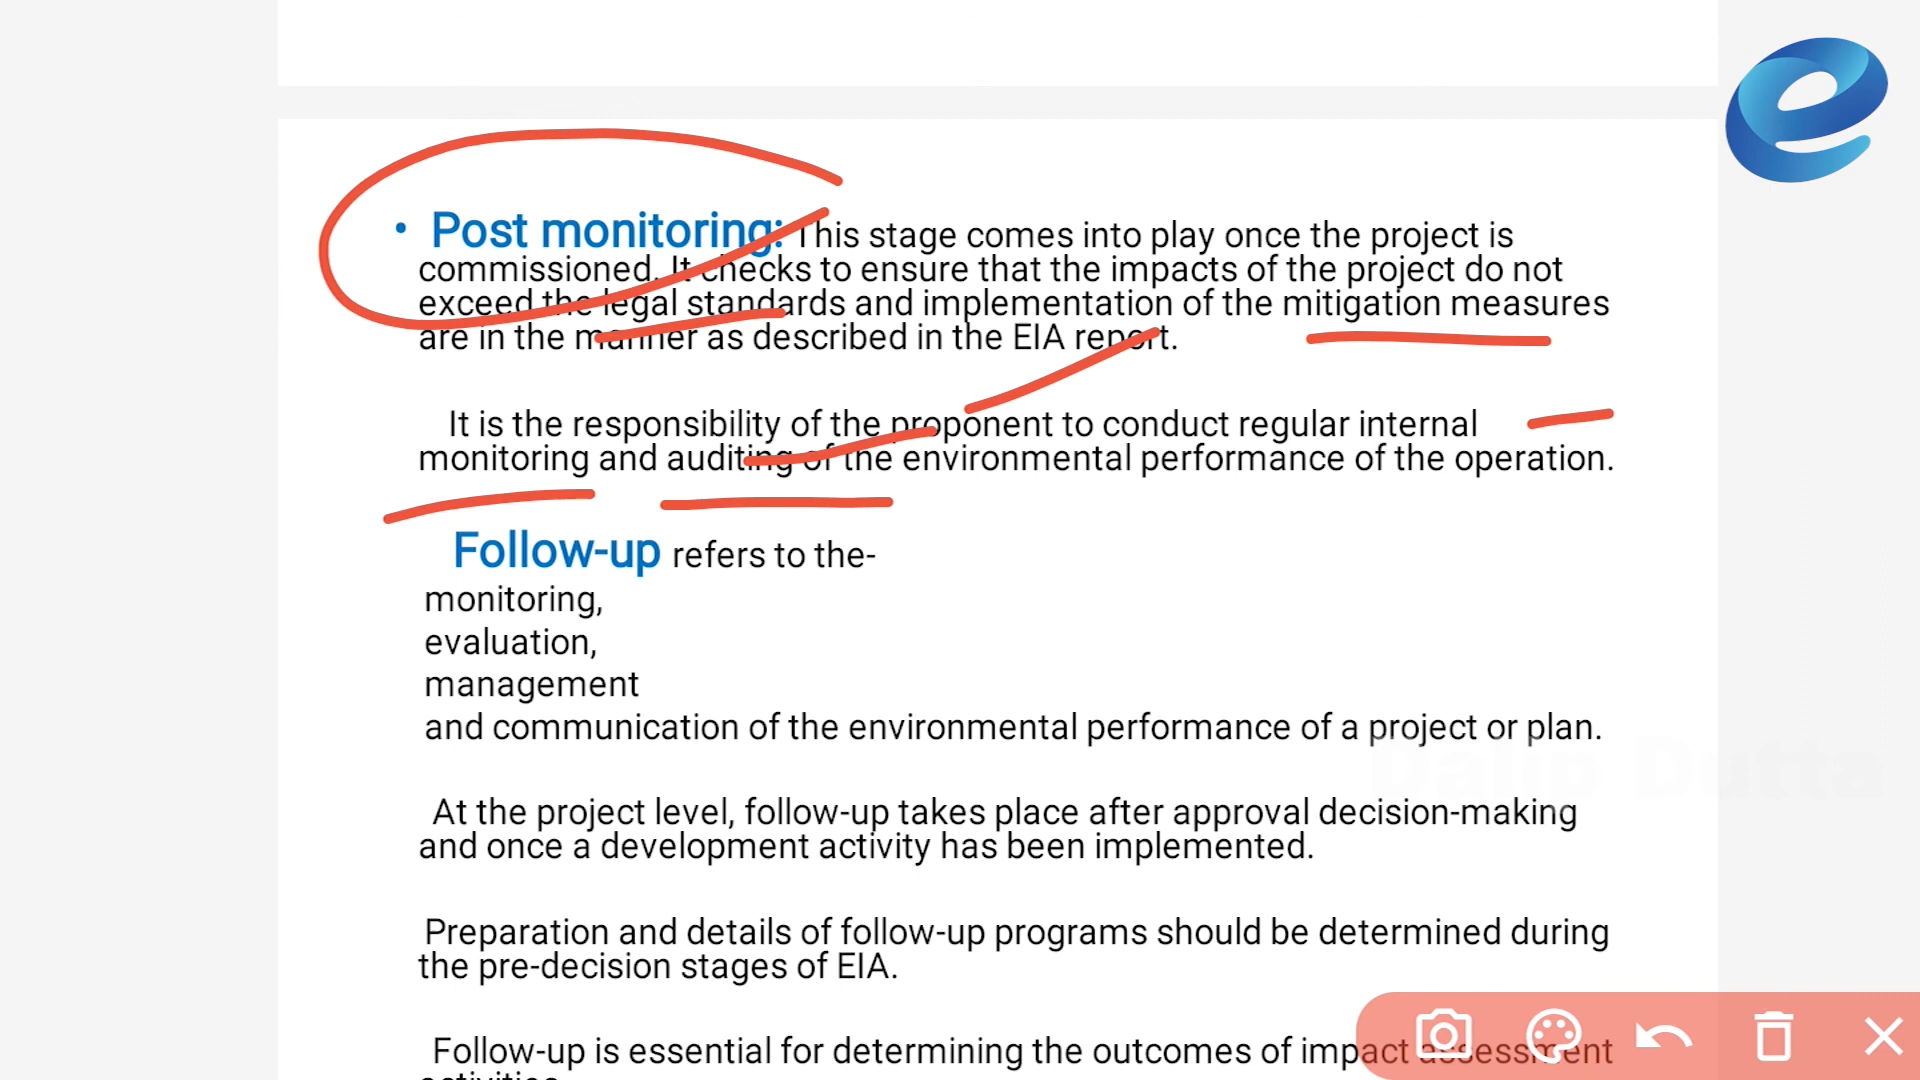 • Post monitoring: This stage comes into play once the project is
commissioned. It checks to ensure that the impacts of the project do not
exceed the legal standards and implementation of the mitigation measures
are in the manner as described in the EIA report.
It is the responsibility of the proponent to conduct regular internal
monitoring and auditing of the environmental performance of the operation.
Follow-up refers to the-
monitoring,
evaluation,
management
and communication of the environmental performance of a project or plan.
Dalip Dutta
At the project level, follow-up takes place after approval decision-making
and once a development activity has been implemented.
Preparation and details of follow-up programs should be determined during
the pre-decision stages of EIA.
Follow-up is essential for determining the outcomes of impact assessment
activities